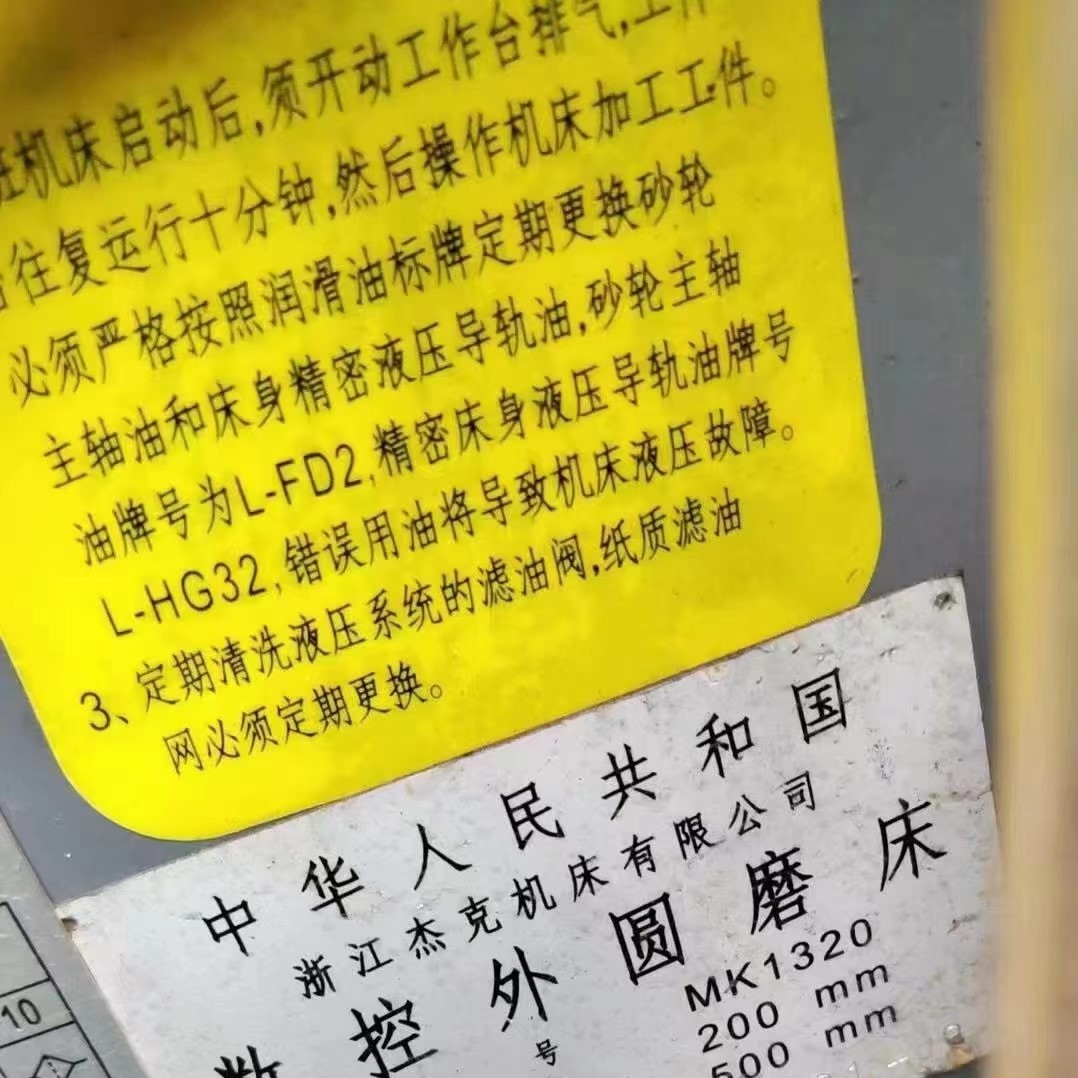 班机床启动后,须开动工作台排气,工作
台往复运行十分钟,然后操作机床加工工件。
必须严格按照润滑油标牌定期更换砂轮
主轴油和床身精密液压导轨油,砂轮主轴
油牌号为L-FD2,精密床身液压导轨油牌号
L-HG32,错误用油将导致机床液压故障。
3、定期清洗液压系统的滤油阀,纸质滤油
网必须定期更换。
中华人民共和国
浙江杰克机床有限公司
数控外圆磨床
MK1320
200 mm
500 mm
号
10